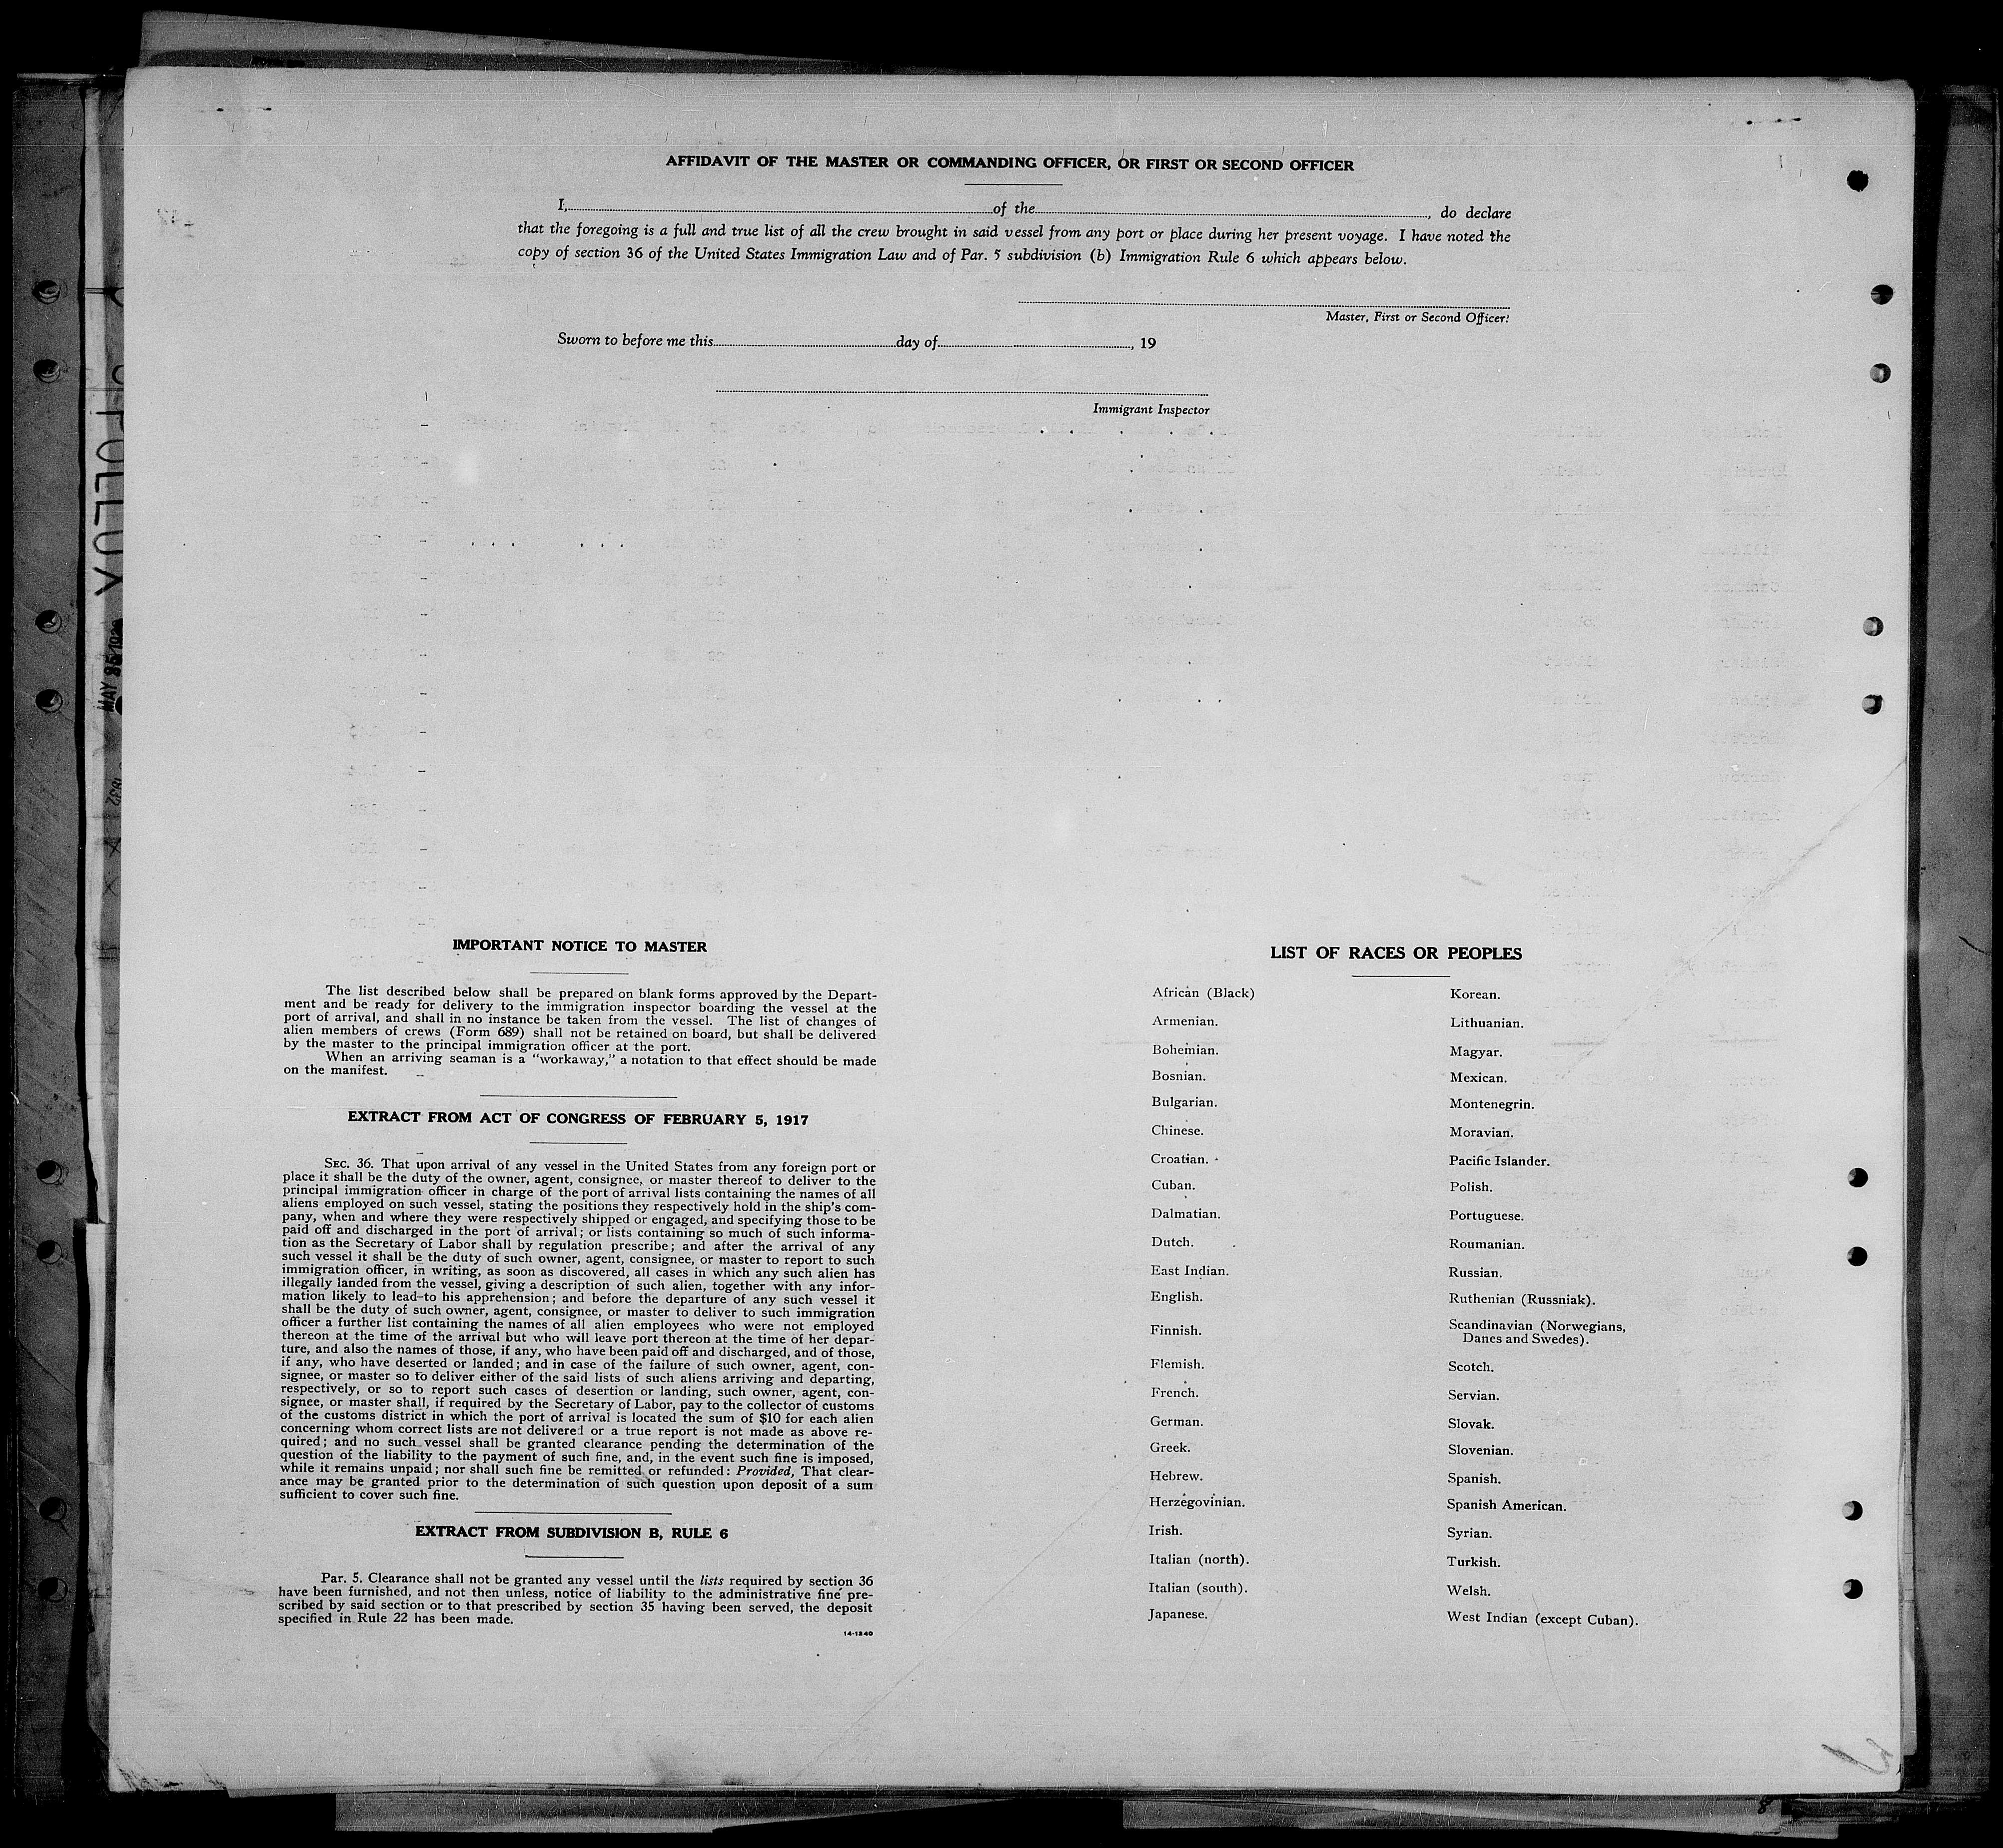 AFFIDAVIT OF THE MASTER OR COMMANDING OFFICER, OR FIRST OR SECOND OFFICER
I, of the , do declare
that the foregoing is a full and true list of all the crew brought in said vessel from any port or place during her present voyage. I have noted the
copy of section 36 of the United States Immigration Law and of Par. 5 subdivision (b) Immigration Rule 6 which appears below.
Master, First or Second Officer.
Sworn to before me this day of , 19
Immigrant Inspector
POLLUX
IMPORTANT NOTICE TO MASTER
The list described below shall be prepared on blank forms approved by the Depart-
ment and be ready for delivery to the immigration inspector boarding the vessel at the
port of arrival, and shall in no instance be taken from the vessel. The list of changes of
alien members of crews (Form 689) shall not be retained on board, but shall be delivered
by the master to the principal immigration officer at the port.
When an arriving seaman is a "workaway," a notation to that effect should be made
on the manifest.
EXTRACT FROM ACT OF CONGRESS OF FEBRUARY 5, 1917
SEC. 36. That upon arrival of any vessel in the United States from any foreign port or
place it shall be the duty of the owner, agent, consignee, or master thereof to deliver to the
principal immigration officer in charge of the port of arrival lists containing the names of all
aliens employed on such vessel, stating the positions they respectively hold in the ship's com-
pany, when and where they were respectively shipped or engaged, and specifying those to be
paid off and discharged in the port of arrival; or lists containing so much of such informa-
tion as the Secretary of Labor shall by regulation prescribe; and after the arrival of any
such vessel it shall be the duty of such owner, agent, consignee, or master to report to such
immigration officer, in writing, as soon as discovered, all cases in which any such alien has
illegally landed from the vessel, giving a description of such alien, together with any infor-
mation likely to lead to his apprehension; and before the departure of any such vessel it
shall be the duty of such owner, agent, consignee, or master to deliver to such immigration
officer a further list containing the names of all alien employees who were not employed
thereon at the time of the arrival but who will leave port thereon at the time of her depar-
ture, and also the names of those, if any, who have been paid off and discharged, and of those,
if any, who have deserted or landed; and in case of the failure of such owner, agent, con-
signee, or master so to deliver either of the said lists of such aliens arriving and departing,
respectively, or so to report such cases of desertion or landing, such owner, agent, con-
signee, or master shall, if required by the Secretary of Labor, pay to the collector of customs
of the customs district in which the port of arrival is located the sum of $10 for each alien
concerning whom correct lists are not delivered or a true report is not made as above re-
quired; and no such vessel shall be granted clearance pending the determination of the
question of the liability to the payment of such fine, and, in the event such fine is imposed,
while it remains unpaid; nor shall such fine be remitted or refunded: Provided, That clear-
ance may be granted prior to the determination of such question upon deposit of a sum
sufficient to cover such fine.
EXTRACT FROM SUBDIVISION B, RULE 6
Par. 5. Clearance shall not be granted any vessel until the lists required by section 36
have been furnished, and not then unless, notice of liability to the administrative fine pre-
scribed by said section or to that prescribed by section 35 having been served, the deposit
specified in Rule 22 has been made.
14-1240
LIST OF RACES OR PEOPLES
African (Black)
Armenian.
Bohemian.
Bosnian.
Bulgarian.
Chinese.
Croatian.
Cuban.
Dalmatian.
Dutch.
East Indian.
English.
Finnish.
Flemish.
French.
German.
Greek.
Hebrew.
Herzegovinian.
Irish.
Italian (north).
Italian (south).
Japanese.
Korean.
Lithuanian.
Magyar.
Mexican.
Montenegrin.
Moravian.
Pacific Islander.
Polish.
Portuguese.
Roumanian.
Russian.
Ruthenian (Russniak).
Scandinavian (Norwegians,
Danes and Swedes).
Scotch.
Servian.
Slovak.
Slovenian.
Spanish.
Spanish American.
Syrian.
Turkish.
Welsh.
West Indian (except Cuban).
8